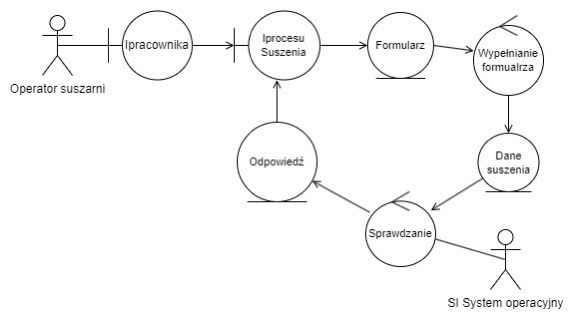 Operator suszarni
Ipracownika
Iprocesu
Suszenia
Formularz
Wypełnianie
formualrza
Dane
suszenia
Sprawdzanie
Odpowiedź
SI System operacyjny